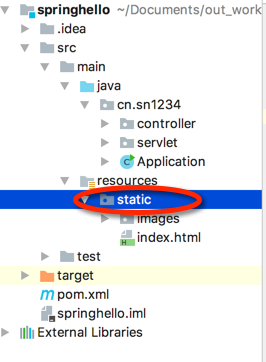 springhello ~/Documents/out_work
.idea
src
main
java
cn.sn1234
controller
servlet
Application
resources
static
images
index.html
test
target
pom.xml
springhello.iml
External Libraries